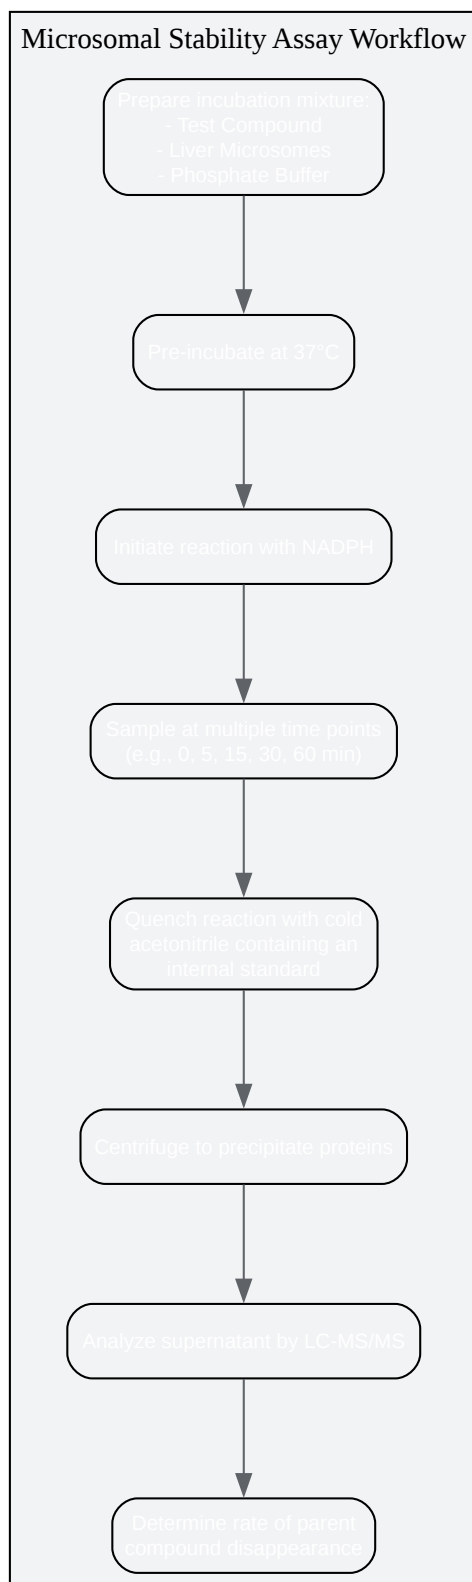 Microsomal Stability Assay Workflow
Prepare incubation mixture:
- Test Compound
- Liver Microsomes
- Phosphate Buffer
Pre-incubate at 37°C
Initiate reaction with NADPH
Sample at multiple time points
(e.g., 0, 5, 15, 30, 60 min)
Quench reaction with cold
acetonitrile containing an
internal standard
Centrifuge to precipitate proteins
Analyze supernatant by LC-MS/MS
Determine rate of parent
compound disappearance